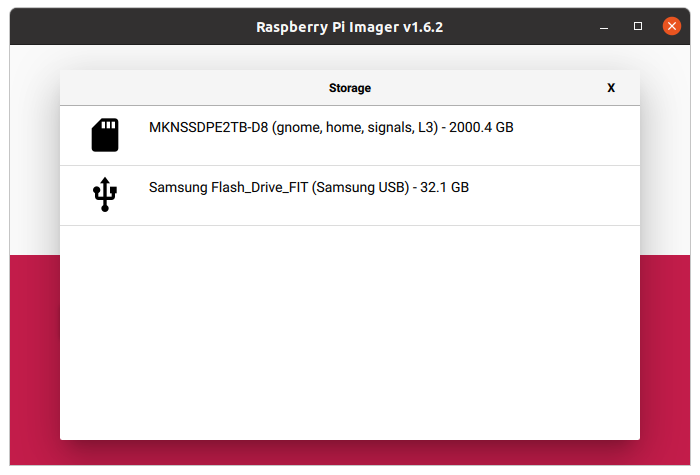 Raspberry Pi Imager v1.6.2
Storage X
MKNSSDPE2TB-D8 (gnome, home, signals, L3) - 2000.4 GB
Samsung Flash_Drive_FIT (Samsung USB) - 32.1 GB